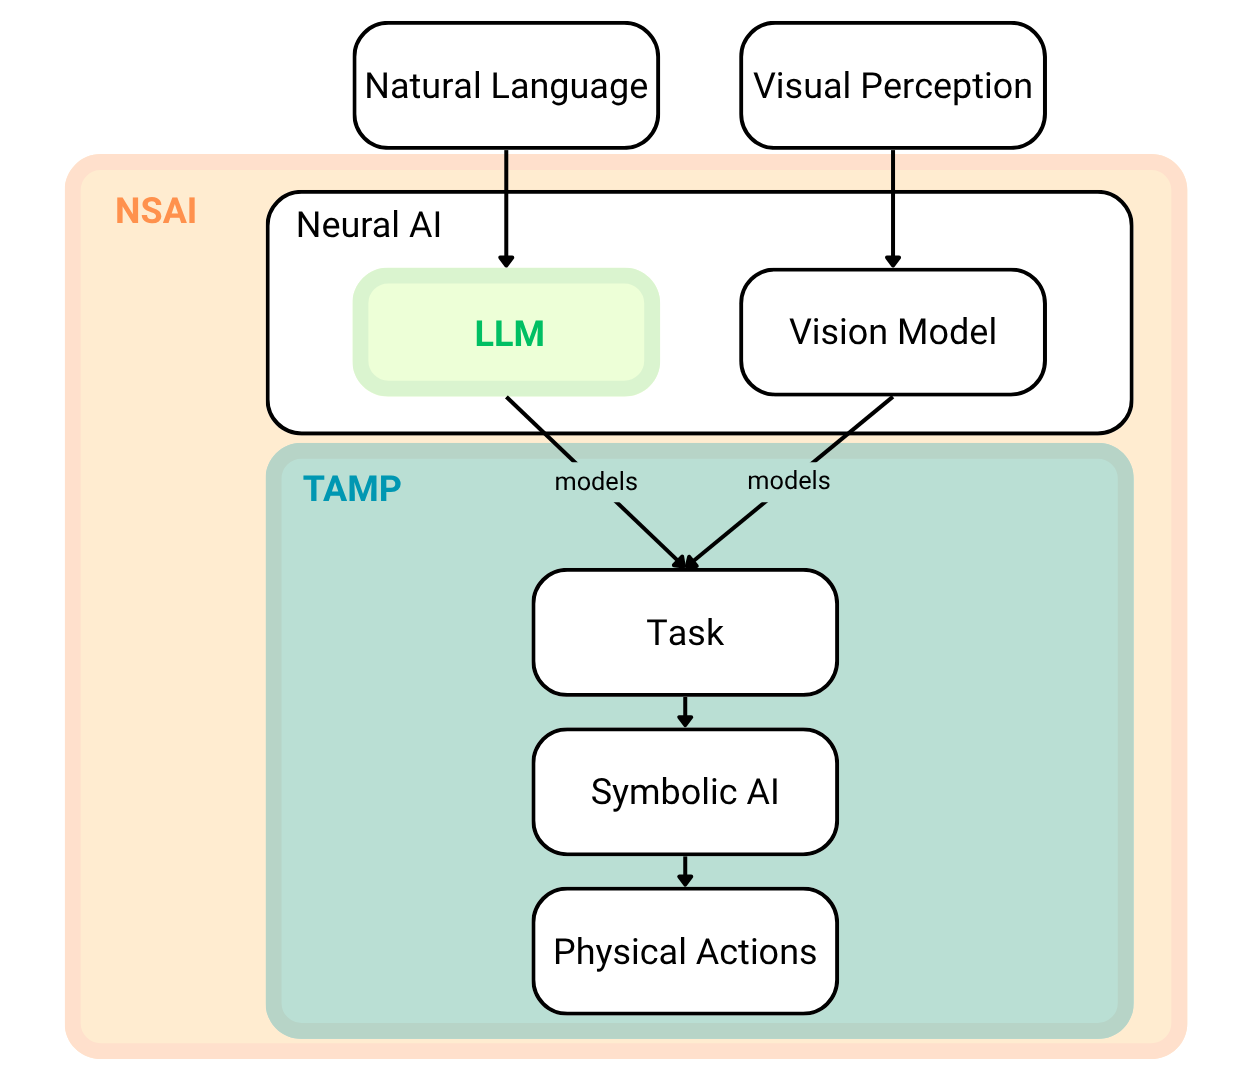 Natural Language
Visual Perception
NSAI
Neural AI
LLM
Vision Model
TAMP
models
models
Task
Symbolic AI
Physical Actions